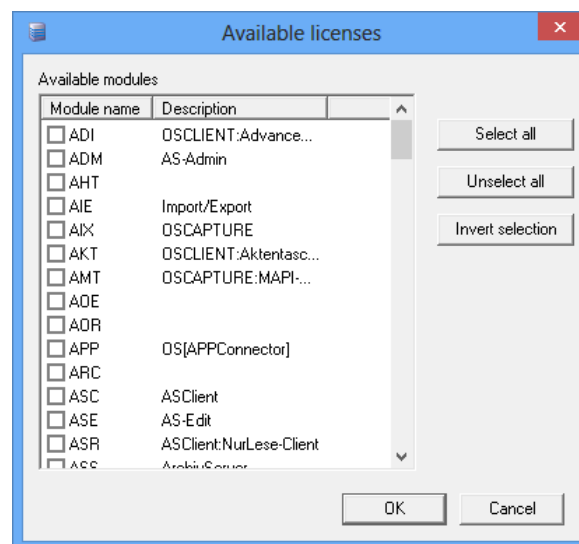 Available licenses
Available modules
Module name Description
ADI OSCLIENT:Advance...
ADM AS-Admin
AHT
AIE Import/Export
AIX OSCAPTURE
AKT OSCLIENT:Aktentasc...
AMT OSCAPTURE:MAPI-...
AOE
AOR
APP OS[APPConnector]
ARC
ASC ASClient
ASE AS-Edit
ASR ASClient:NurLese-Client
Select all
Unselect all
Invert selection
OK Cancel